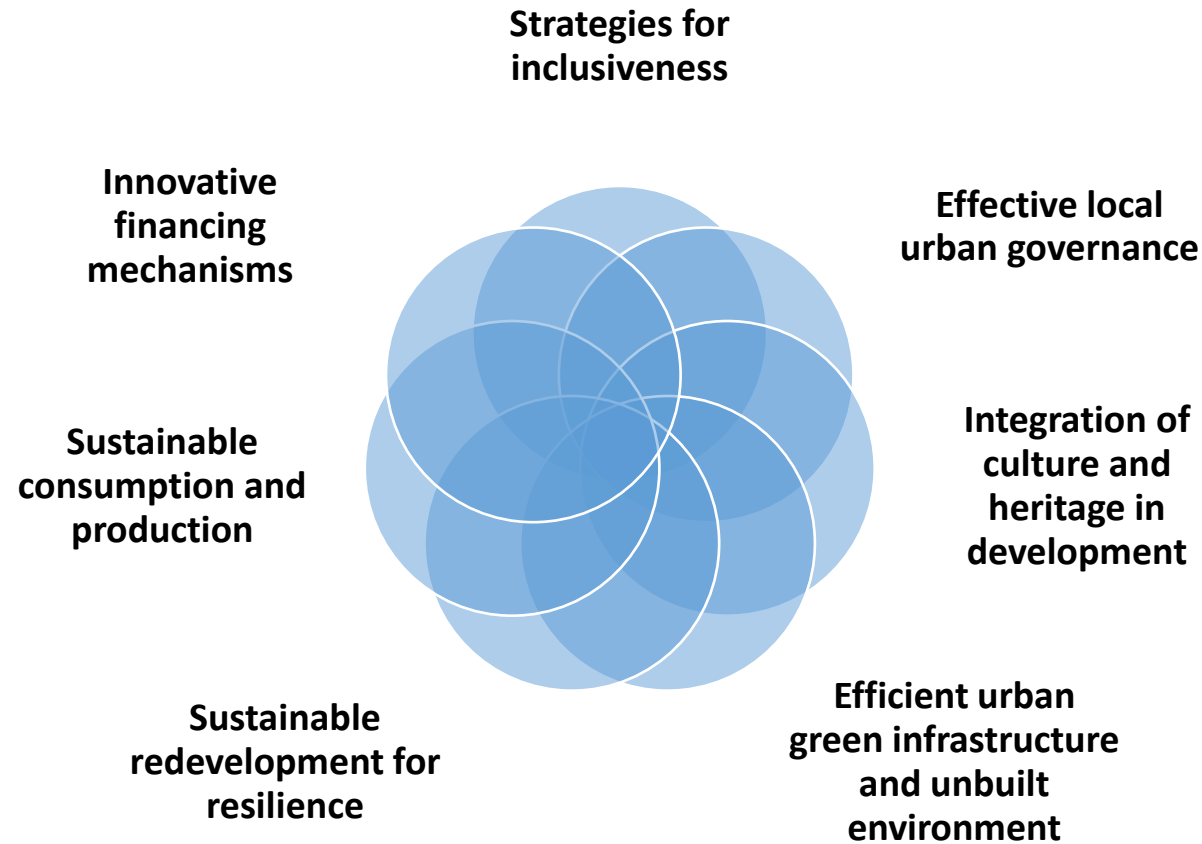 Strategies for
inclusiveness
Innovative
financing
mechanisms
Effective local
urban governance
Sustainable
consumption and
production
Integration of
culture and
heritage in
development
Sustainable
redevelopment for
resilience
Efficient urban
green infrastructure
and unbuilt
environment